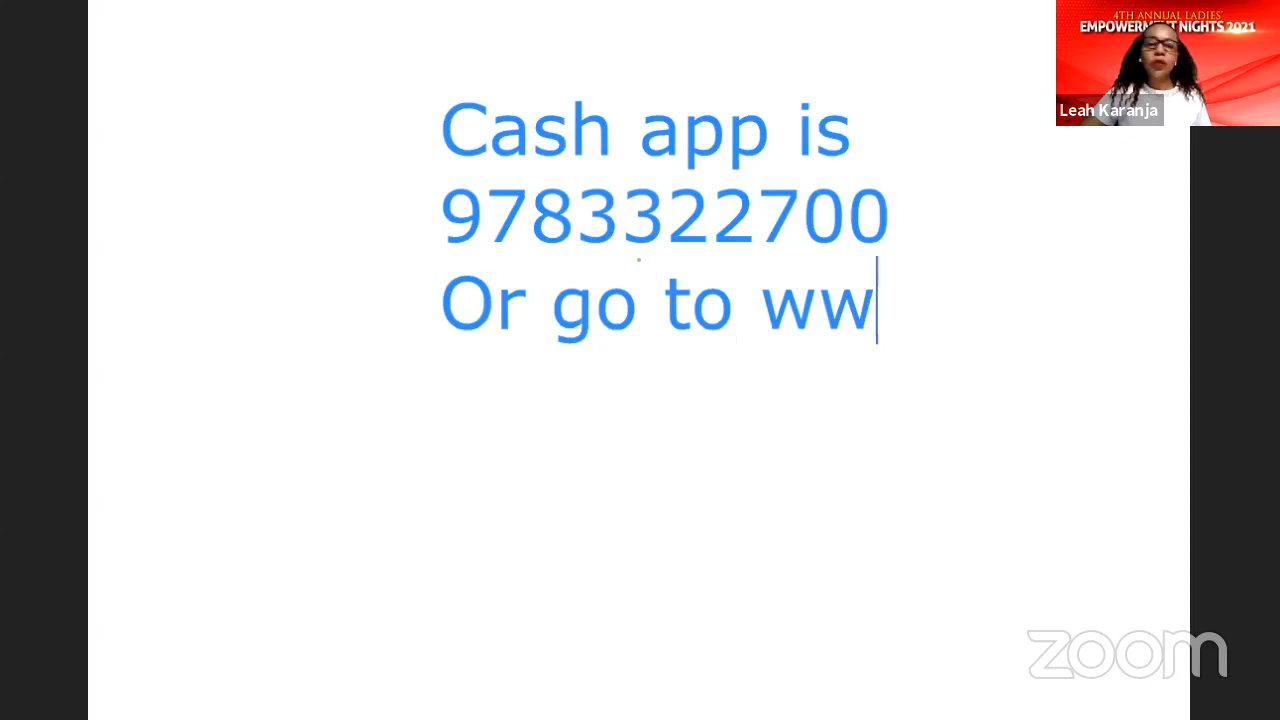 4TH ANNUAL LADIES'
EMPOWERMENT NIGHTS 2021
Leah Karanja
Cash app is
9783322700
Or go to ww
zoom